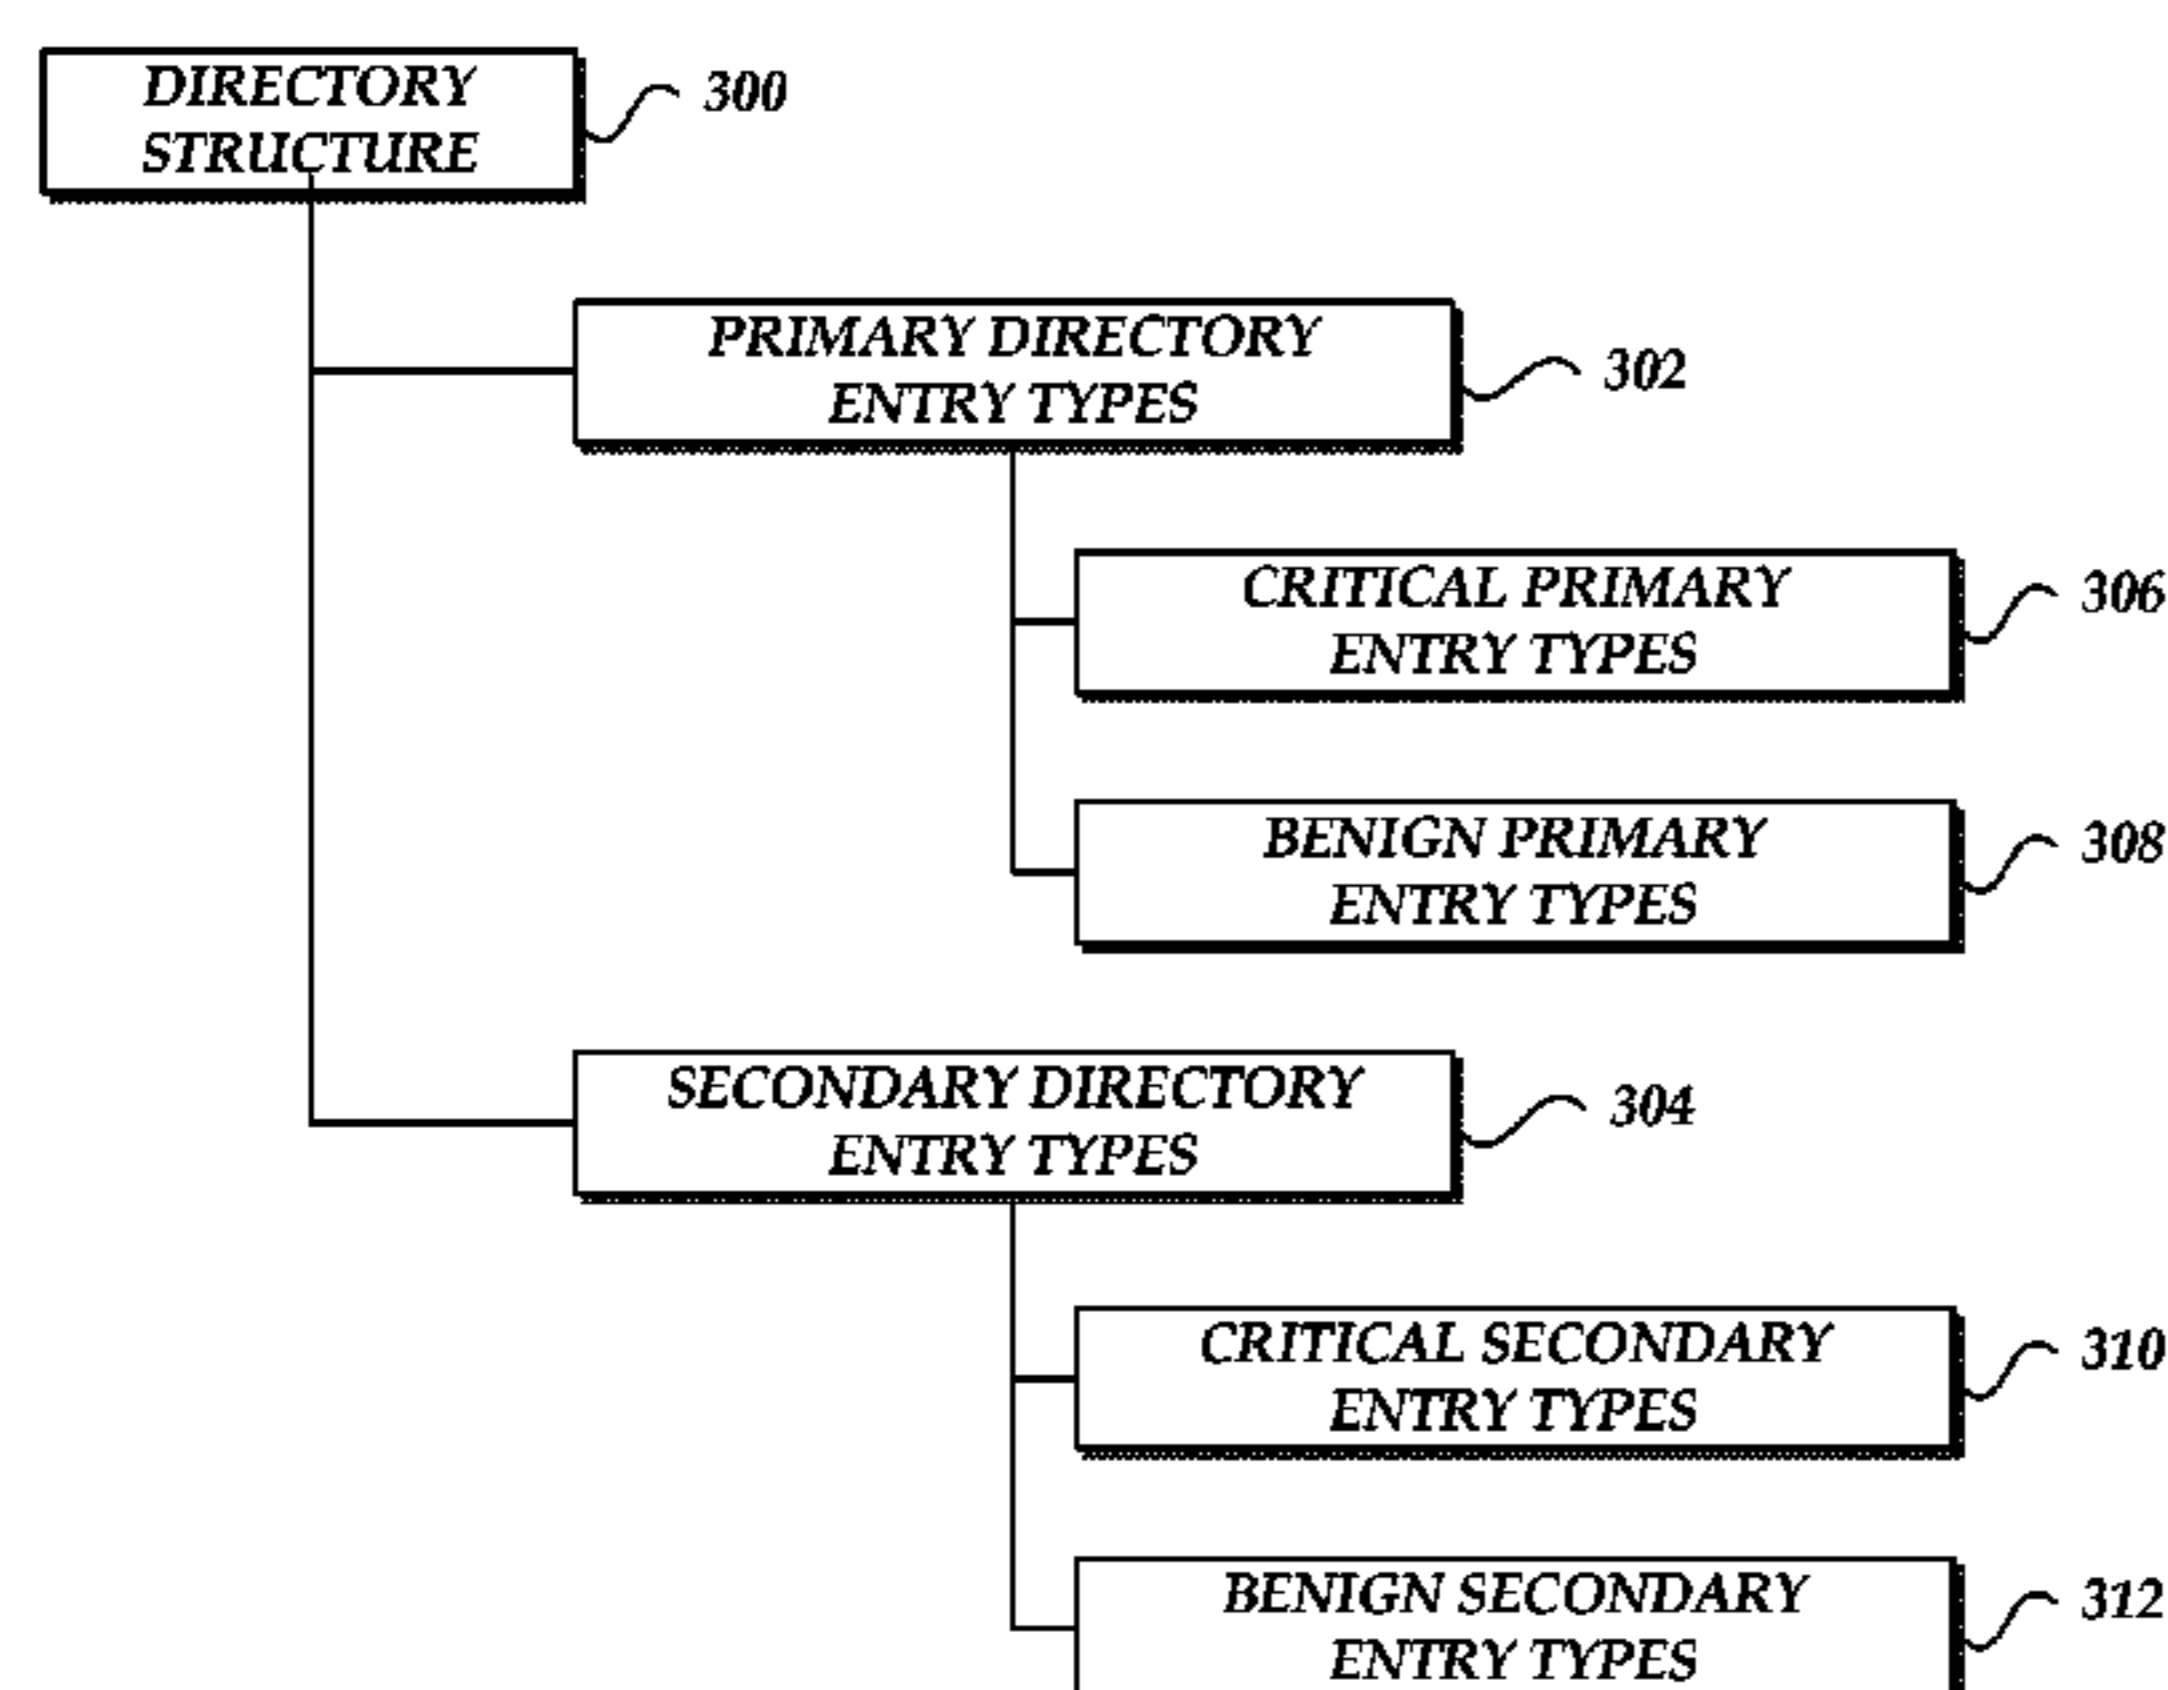 DIRECTORY
STRUCTURE
300
PRIMARY DIRECTORY
ENTRY TYPES
302
CRITICAL PRIMARY
ENTRY TYPES
306
BENIGN PRIMARY
ENTRY TYPES
308
SECONDARY DIRECTORY
ENTRY TYPES
304
CRITICAL SECONDARY
ENTRY TYPES
310
BENIGN SECONDARY
ENTRY TYPES
312